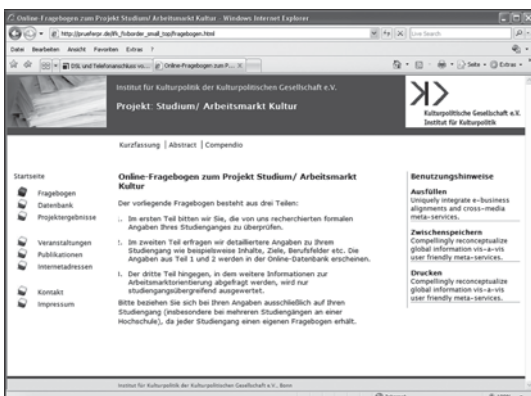 Online-Fragebogen zum Projekt Studium/ Arbeitsmarkt Kultur - Windows Internet Explorer
Live Search
Datei Bearbeiten Ansicht Favoriten Extras ?
DSL und Telefonanschluss vo...
Online-Fragebogen zum P...
Seite
Extras
Institut für Kulturpolitik der Kulturpolitischen Gesellschaft e.V.
Projekt: Studium/ Arbeitsmarkt Kultur
Kulturpolitische Gesellschaft e.V.
Institut für Kulturpolitik
Kurzfassung | Abstract | Compendio
Startseite
Fragebogen
Datenbank
Projektergebnisse
Veranstaltungen
Publikationen
Internetadressen
Kontakt
Impressum
Online-Fragebogen zum Projekt Studium/ Arbeitsmarkt
Kultur
Der vorliegende Fragebogen besteht aus drei Teilen:
Im ersten Teil bitten wir Sie, die von uns recherchierten formalen
Angaben Ihres Studienganges zu überprüfen.
Im zweiten Teil erfragen wir detailliertere Angaben zu Ihrem
Studiengang wie beispielsweise Inhalte, Ziele, Berufsfelder etc. Die
Angaben aus Teil 1 und 2 werden in der Online-Datenbank erscheinen.
Der dritte Teil hingegen, in dem weitere Informationen zur
Arbeitsmarktorientierung abgefragt werden, wird nur
studiengangsübergreifend ausgewertet.
Bitte beziehen Sie sich bei Ihren Angaben ausschließlich auf Ihren
Studiengang (insbesondere bei mehreren Studiengängen an einer
Hochschule), da jeder Studiengang einen eigenen Fragebogen erhält.
Benutzungshinweise
Ausfüllen
Uniquely integrate e-business
alignments and cross-media
meta-services.
Zwischenspeichern
Compellingly reconceptualize
global information vis-a-vis
user friendly meta-services.
Drucken
Compellingly reconceptualize
global information vis-a-vis
user friendly meta-services.
Institut für Kulturpolitik der Kulturpolitischen Gesellschaft e.V., Bonn